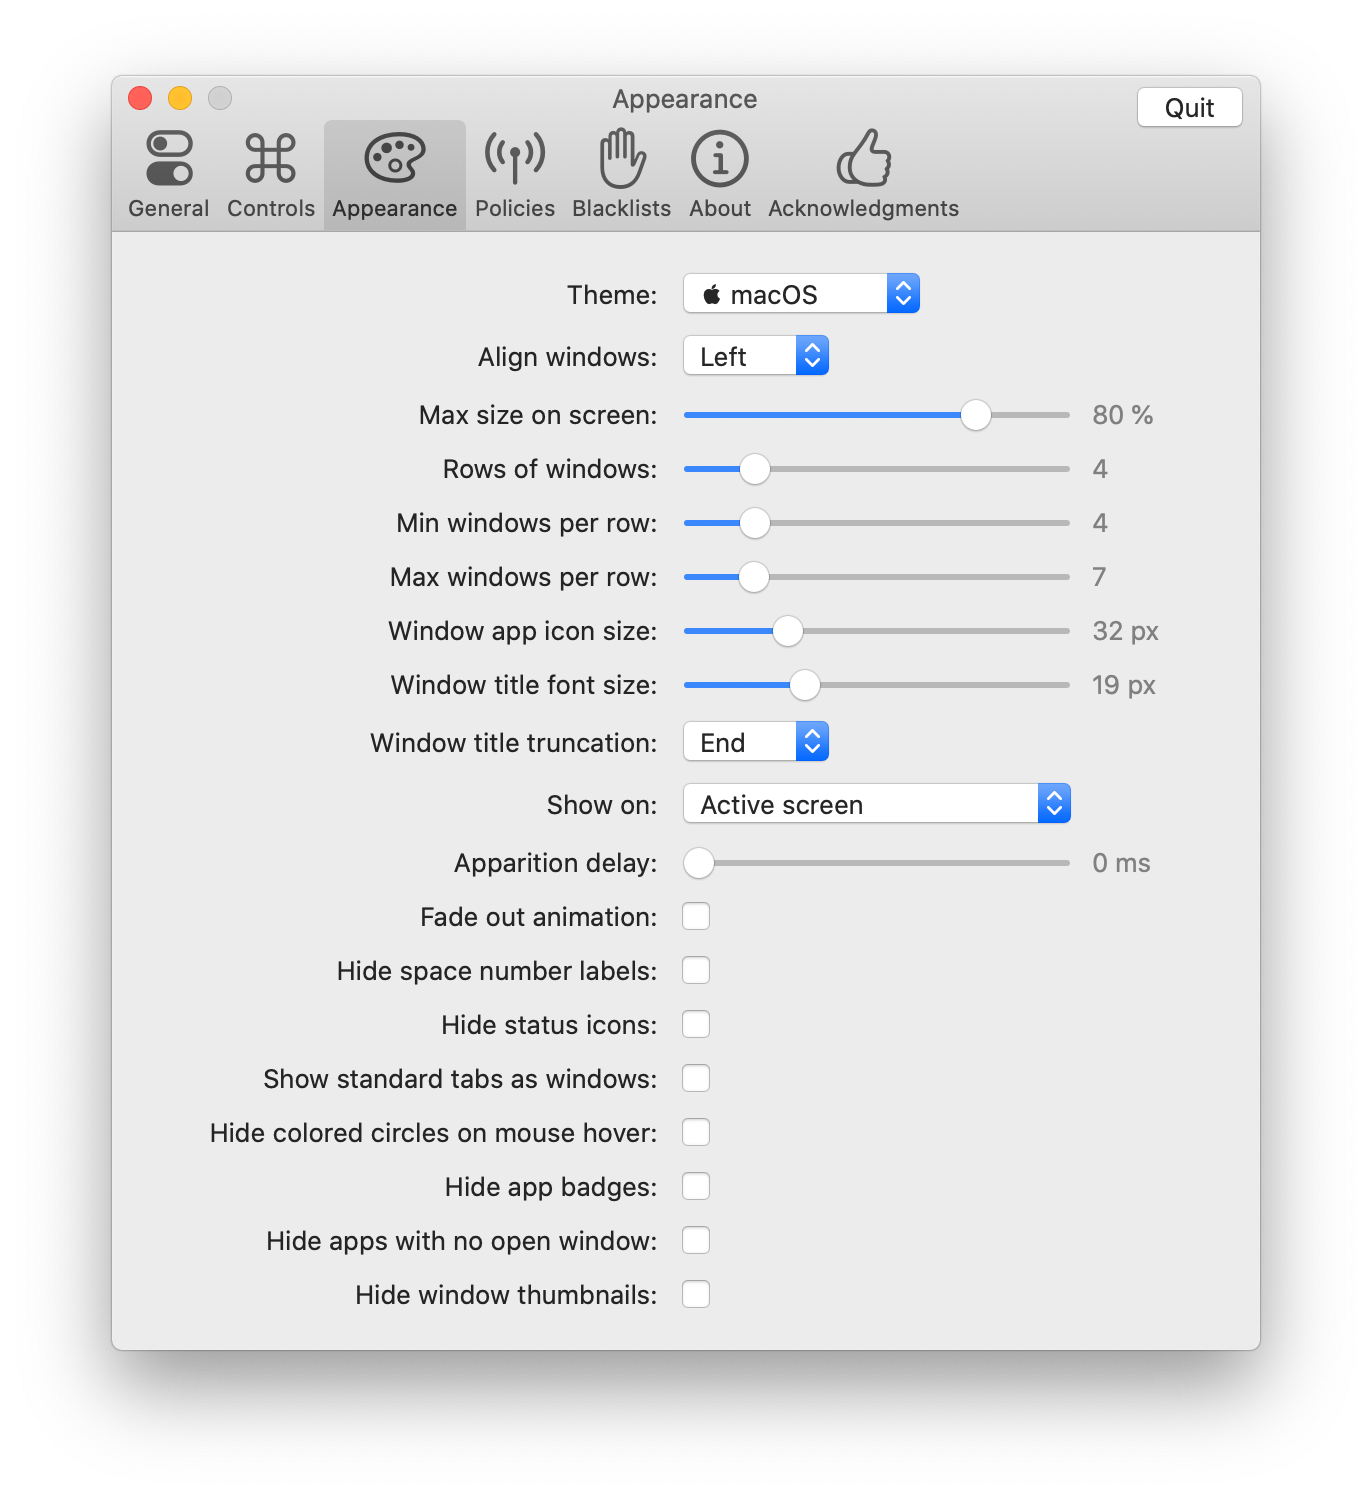 Appearance
Quit
General Controls Appearance Policies Blacklists About Acknowledgments
Theme: macOS
Align windows: Left
Max size on screen: 80 %
Rows of windows: 4
Min windows per row: 4
Max windows per row: 7
Window app icon size: 32 px
Window title font size: 19 px
Window title truncation: End
Show on: Active screen
Apparition delay: 0 ms
Fade out animation:
Hide space number labels:
Hide status icons:
Show standard tabs as windows:
Hide colored circles on mouse hover:
Hide app badges:
Hide apps with no open window:
Hide window thumbnails: